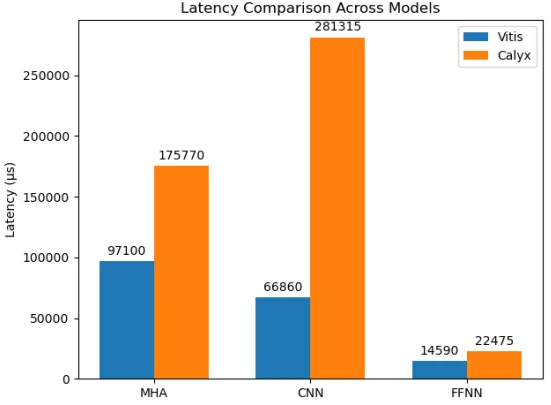 Latency Comparison Across Models
Latency (μs)
250000
200000
150000
100000
50000
0
97100
175770
66860
281315
14590
22475
MHA
CNN
FFNN
Vitis
Calyx